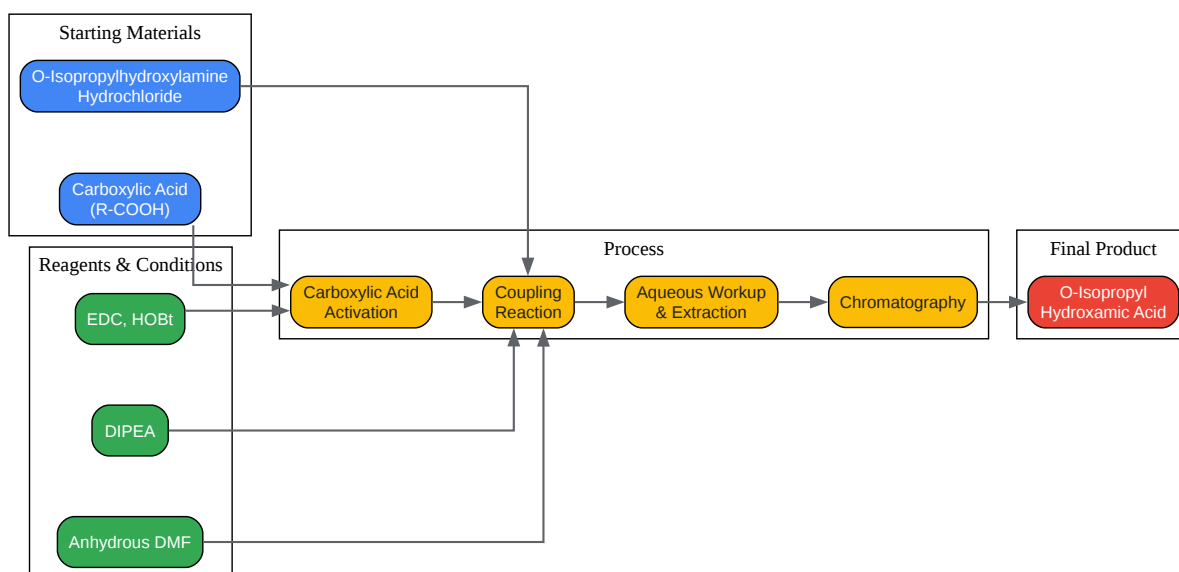 Starting Materials
O-Isopropylhydroxylamine
Hydrochloride
Carboxylic Acid
(R-COOH)
Reagents & Conditions
EDC, HOBt
DIPEA
Anhydrous DMF
Process
Carboxylic Acid
Activation
Coupling
Reaction
Aqueous Workup
& Extraction
Chromatography
Final Product
O-Isopropyl
Hydroxamic Acid